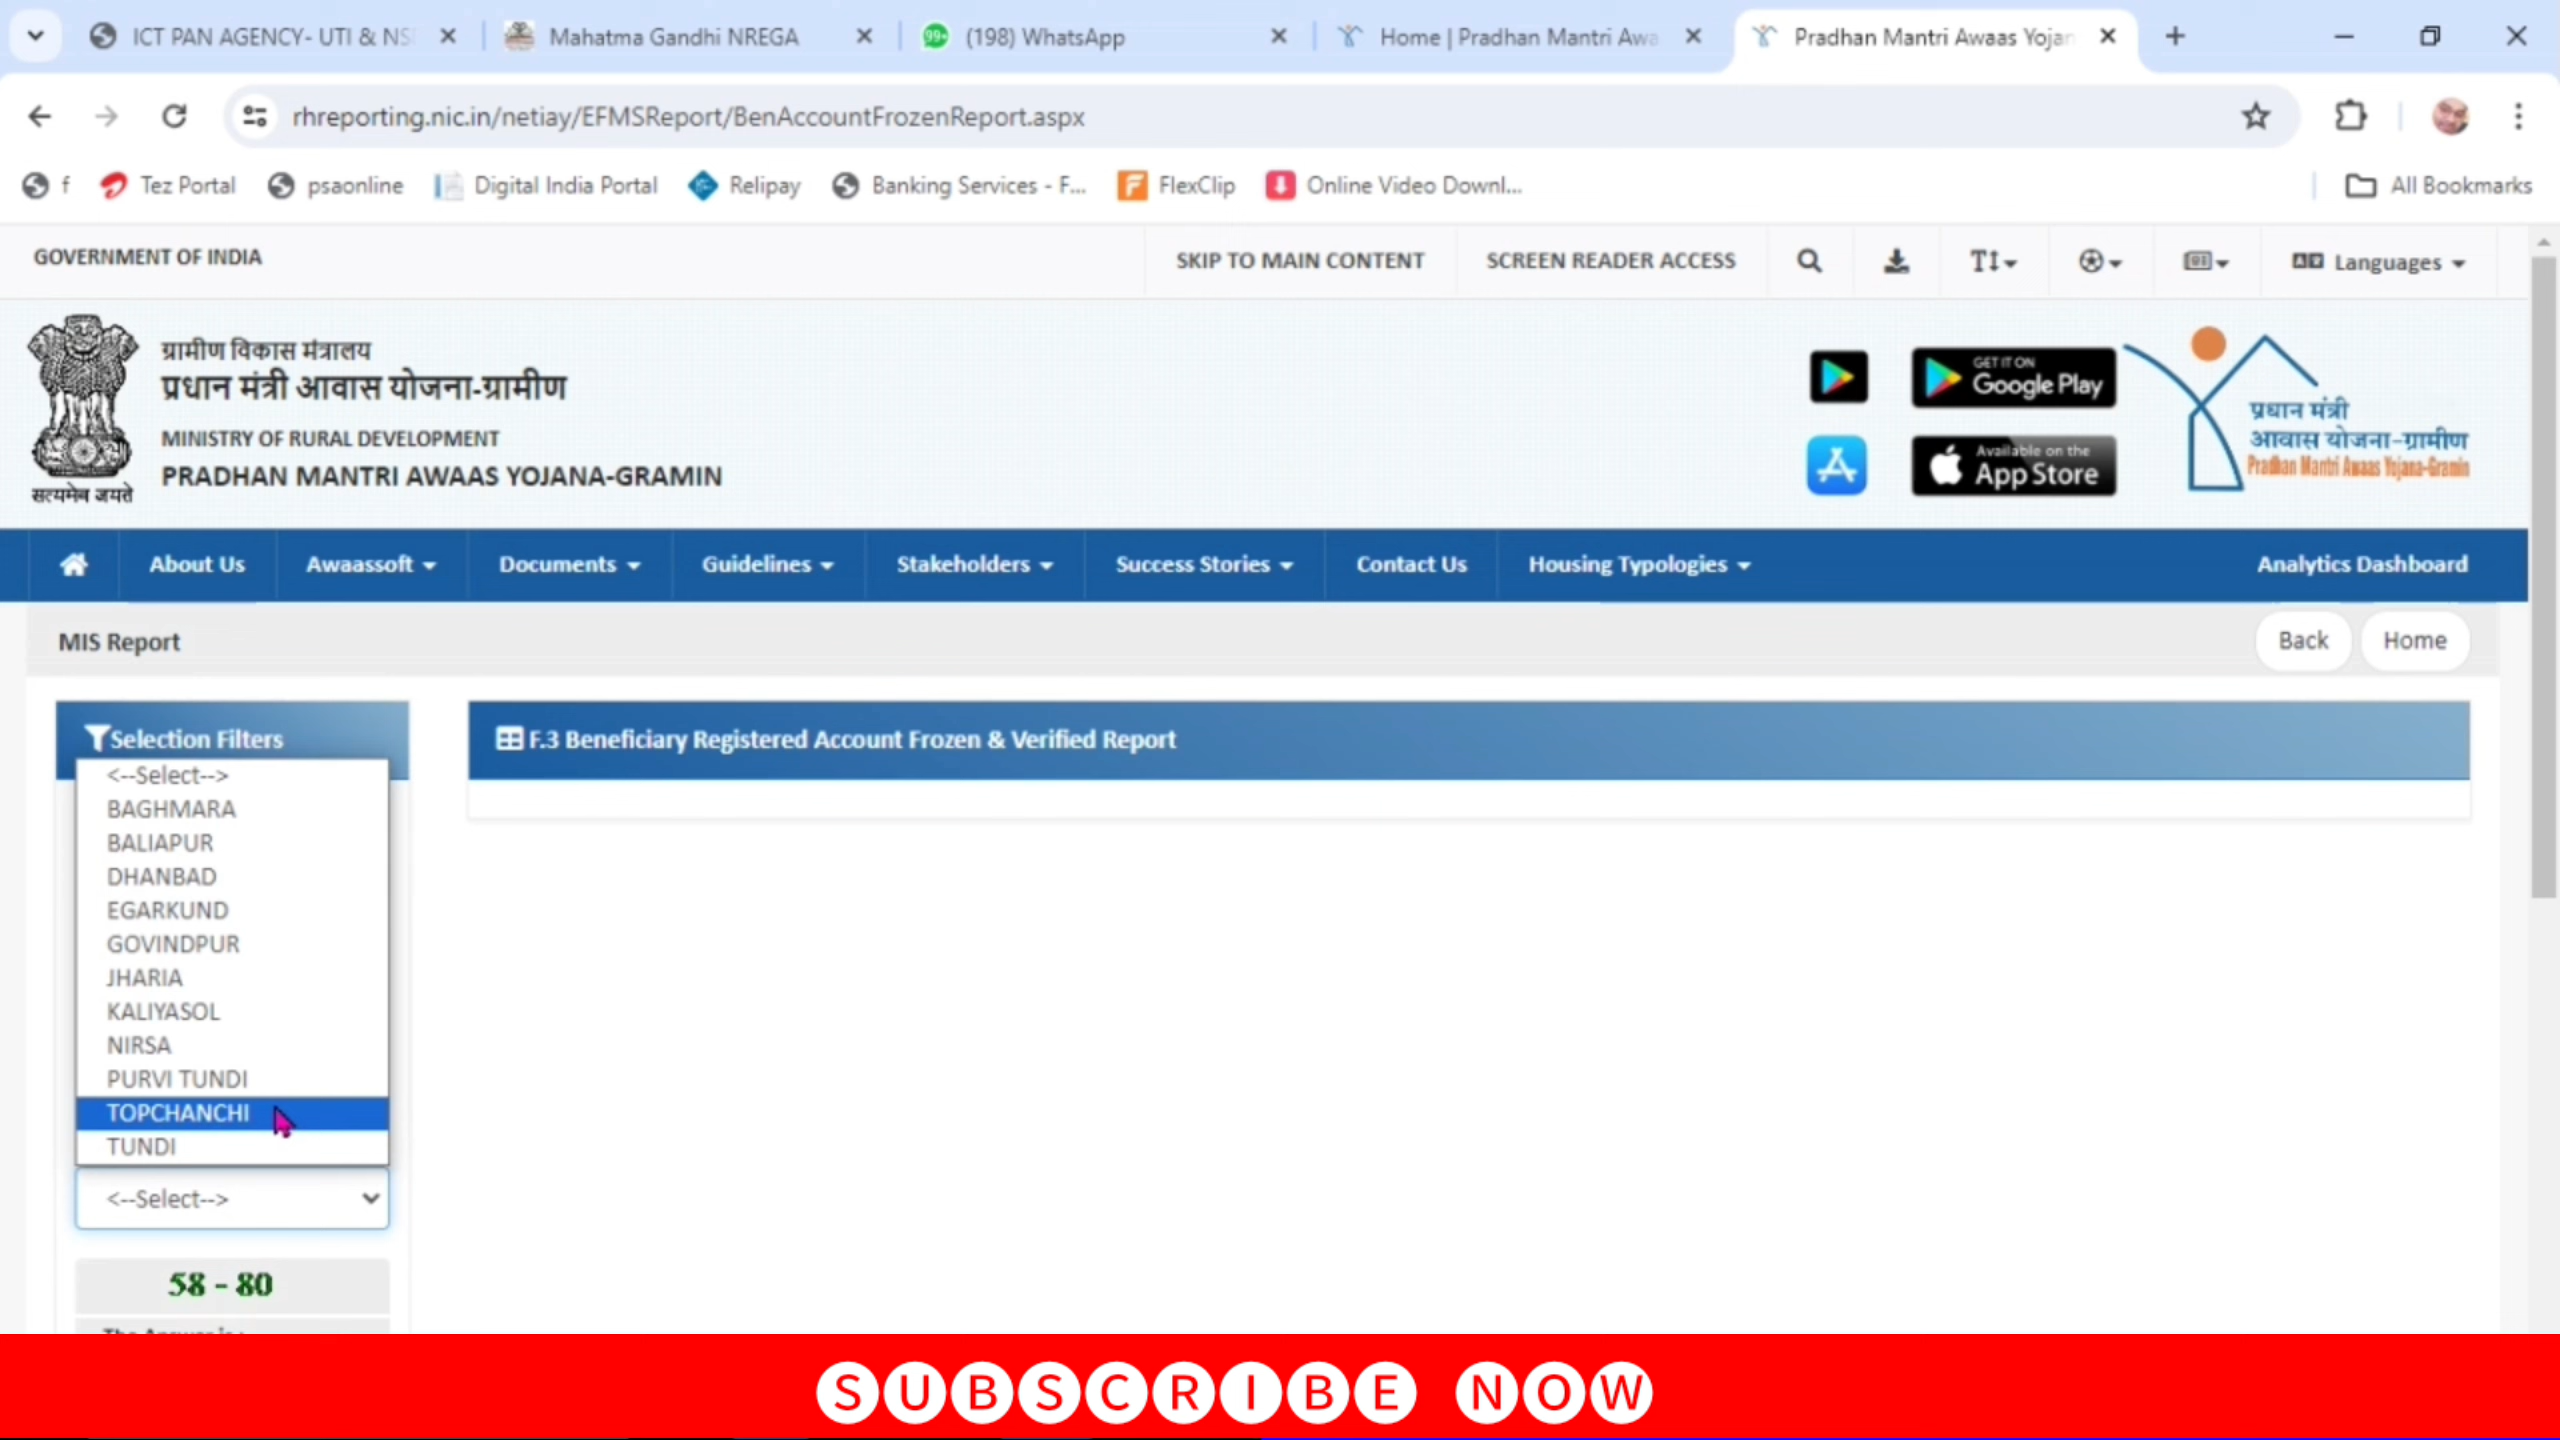 ICT PAN AGENCY- UTI & NS
Mahatma Gandhi NREGA
99+ (198) WhatsApp
Home | Pradhan Mantri Awa
Pradhan Mantri Awaas Yojan
rhreporting.nic.in/netiay/EFMSReport/BenAccountFrozenReport.aspx
f
Tez Portal
psaonline
Digital India Portal
Relipay
Banking Services - F...
FlexClip
Online Video Downl...
All Bookmarks
GOVERNMENT OF INDIA
SKIP TO MAIN CONTENT
SCREEN READER ACCESS
Languages
ग्रामीण विकास मंत्रालय
प्रधान मंत्री आवास योजना-ग्रामीण
MINISTRY OF RURAL DEVELOPMENT
PRADHAN MANTRI AWAAS YOJANA-GRAMIN
सत्यमेव जयते
GET IT ON
Google Play
Available on the
App Store
प्रधान मंत्री
आवास योजना-ग्रामीण
Pradhan Mantri Awaas Yojana-Gramin
About Us
Awaassoft
Documents
Guidelines
Stakeholders
Success Stories
Contact Us
Housing Typologies
Analytics Dashboard
MIS Report
Back
Home
Selection Filters
F.3 Beneficiary Registered Account Frozen & Verified Report
<--Select-->
BAGHMARA
BALIAPUR
DHANBAD
EGARKUND
GOVINDPUR
JHARIA
KALIYASOL
NIRSA
PURVI TUNDI
TOPCHANCHI
TUNDI
<--Select-->
58 - 80
The Answer is :
SUBSCRIBE NOW